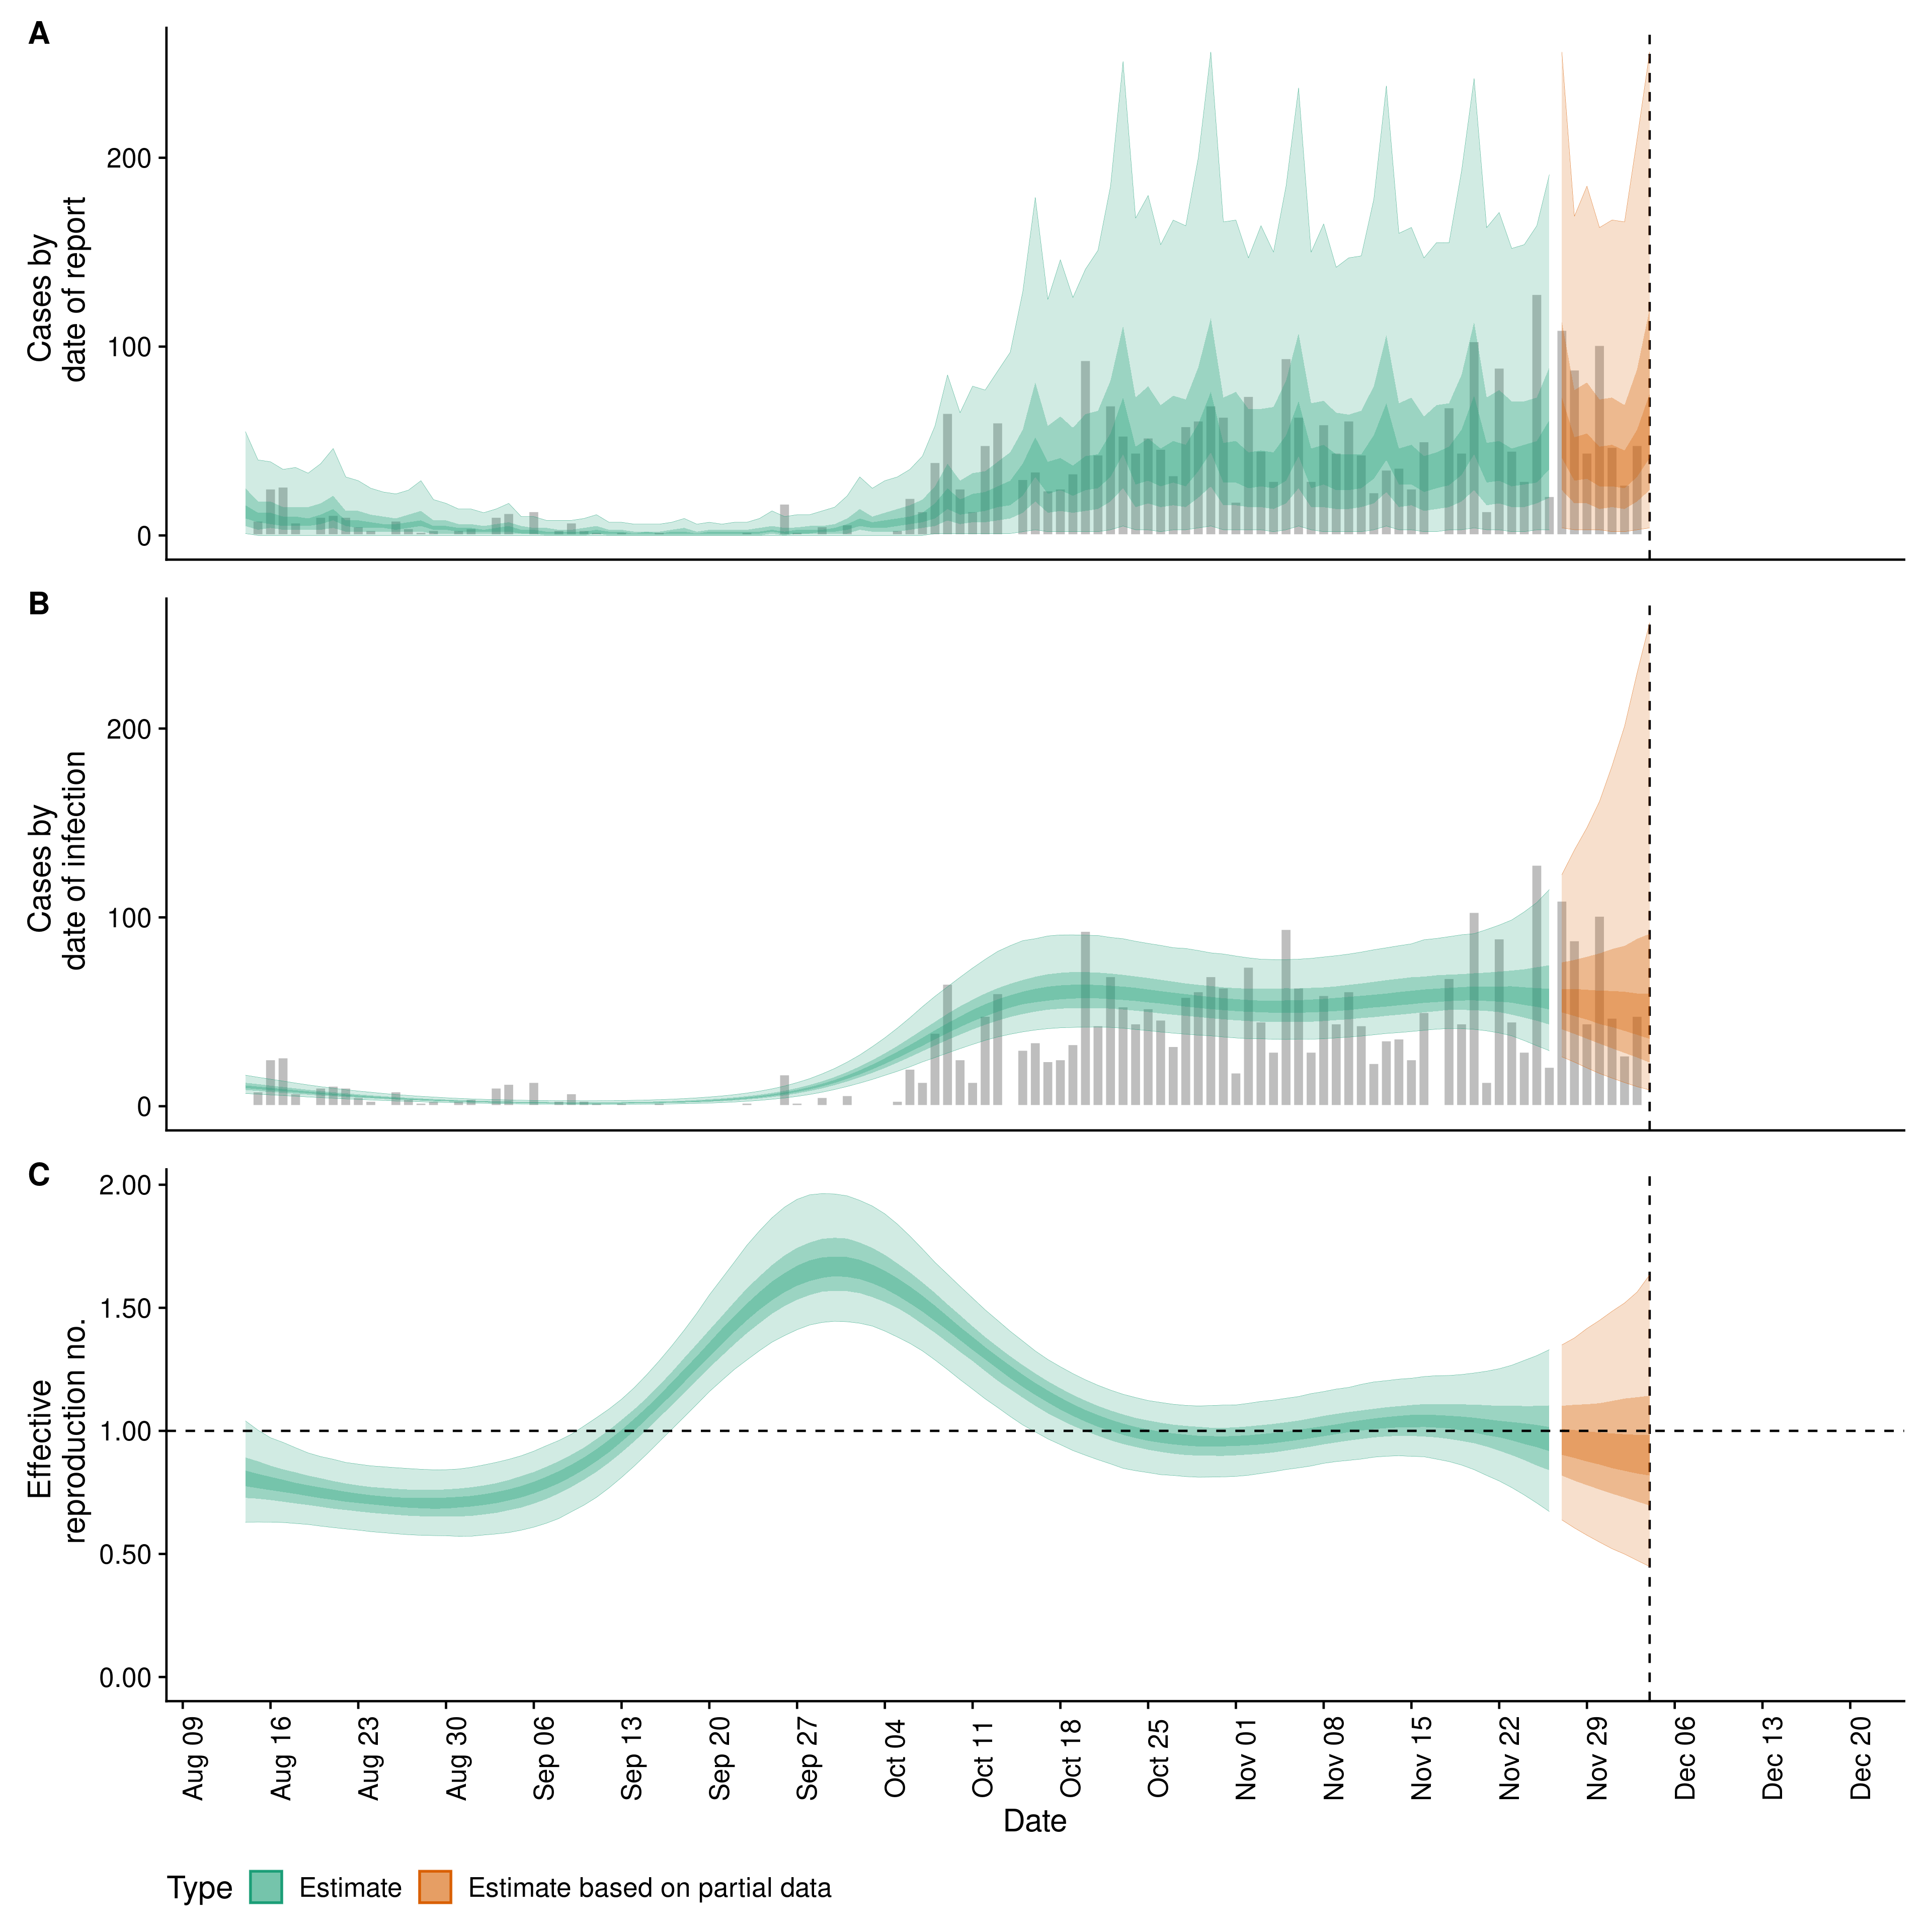 A
Cases by
date of report
200
100
0
B
Cases by
date of infection
200
100
0
C
Effective
reproduction no.
2.00
1.50
1.00
0.50
0.00
Aug 09
Aug 16
Aug 23
Aug 30
Sep 06
Sep 13
Sep 20
Sep 27
Oct 04
Oct 11
Oct 18
Oct 25
Nov 01
Nov 08
Nov 15
Nov 22
Nov 29
Dec 06
Dec 13
Dec 20
Date
Type Estimate Estimate based on partial data